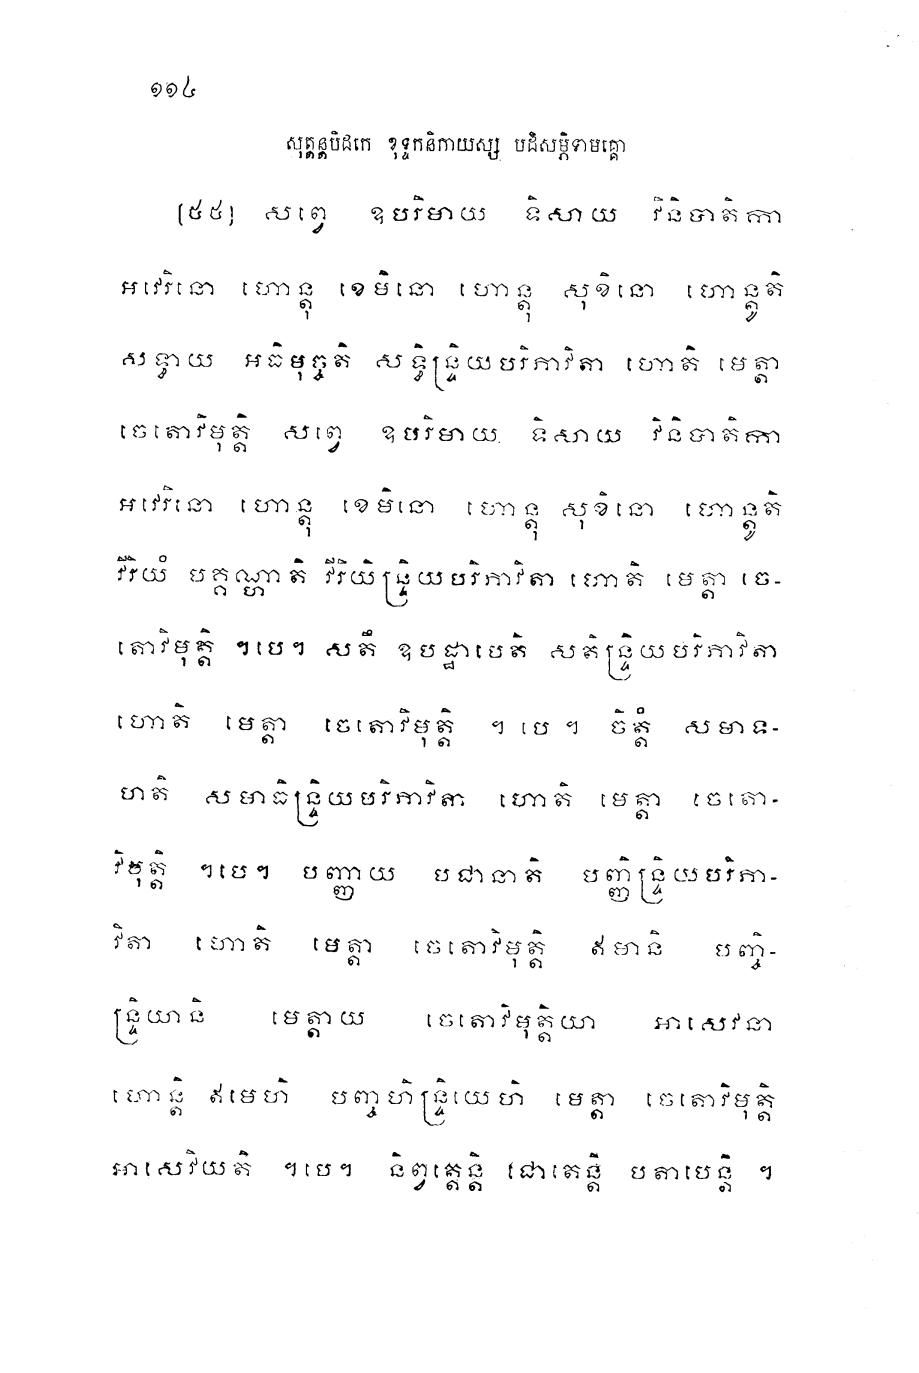 ១១៤
សុត្តន្តបិដកេ ខុទ្ទកនិកាយស្ស បដិសម្ភិទាមគ្គោ
[៥៥] សព្វេ ឧបរិមាយ ទិសាយ វិនិបាតិកា
អវេរិនោ ហោន្តុ ខេមិនោ ហោន្តុ សុខិនោ ហោន្តូតិ
សទ្ធាយ អធិមុច្ចតិ សទ្ធិន្ទ្រិយបរិភាវិតា ហោតិ មេត្តា
ចេតោវិមុត្តិ សព្វេ ឧបរិមាយ ទិសាយ វិនិបាតិកា
អវេរិនោ ហោន្តុ ខេមិនោ ហោន្តុ សុខិនោ ហោន្តូតិ
វីរិយំ បគ្គណ្ហាតិ វីរិយិន្ទ្រិយបរិភាវិតា ហោតិ មេត្តា ចេ-
តោវិមុត្តិ ។បេ។ សតឹ ឧបដ្ឋាបេតិ សតិន្ទ្រិយបរិភាវិតា
ហោតិ មេត្តា ចេតោវិមុត្តិ ។ បេ ។ ចិត្តំ សមាទ-
ហតិ សមាធិន្ទ្រិយបរិភាវិតា ហោតិ មេត្តា ចេតោ-
វិមុត្តិ ។បេ។ បញ្ញាយ បជានាតិ បញ្ញិន្ទ្រិយបរិភា-
វិតា ហោតិ មេត្តា ចេតោវិមុត្តិ ឥមានិ បញ្ចិ-
ន្ទ្រិយានិ មេត្តាយ ចេតោវិមុត្តិយា អាសេវនា
ហោន្តិ ឥមេហិ បញ្ចហិន្ទ្រិយេហិ មេត្តា ចេតោវិមុត្តិ
អាសេវិយតិ ។បេ។ និព្វត្តេន្តិ ជោតេន្តិ បតាបេន្តិ ។